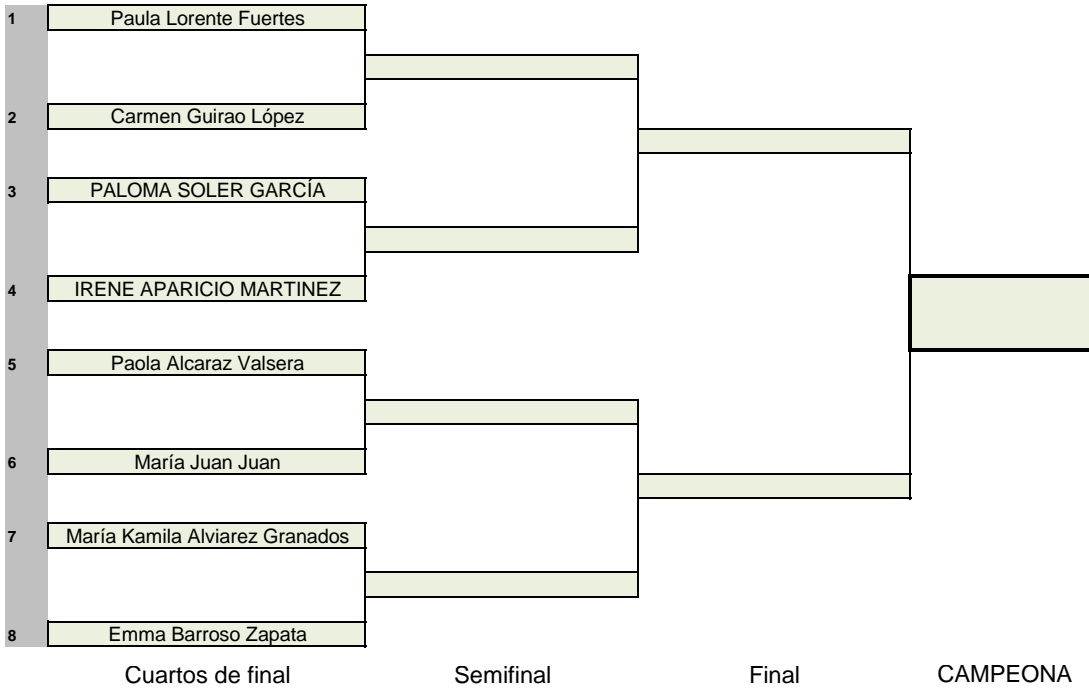 1 Paula Lorente Fuertes
2 Carmen Guirao López
3 PALOMA SOLER GARCÍA
4 IRENE APARICIO MARTINEZ
5 Paola Alcaraz Valsera
6 María Juan Juan
7 María Kamila Alviarez Granados
8 Emma Barroso Zapata
Cuartos de final Semifinal Final CAMPEONA